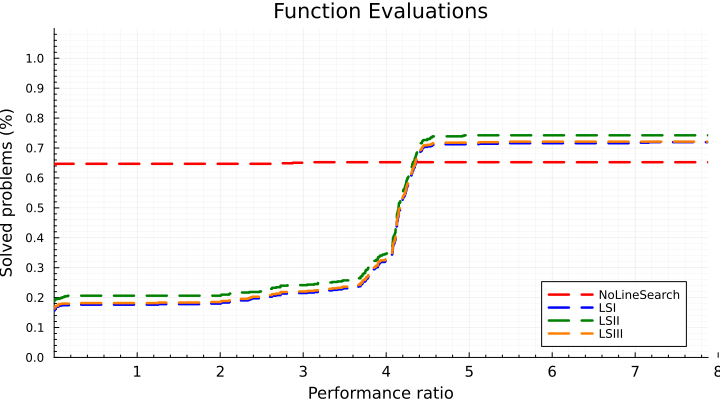 Function Evaluations
Solved problems (%)
1.0
0.9
0.8
0.7
0.6
0.5
0.4
0.3
0.2
0.1
0.0
1 2 3 4 5 6 7 8
Performance ratio
NoLineSearch
LSI
LSII
LSIII